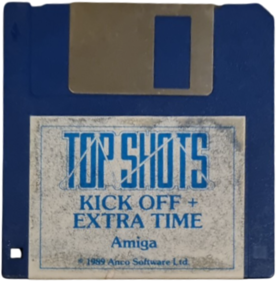 TOP SHOTS
KICK OFF +
EXTRA TIME
Amiga
© 1989 Anco Software Ltd.